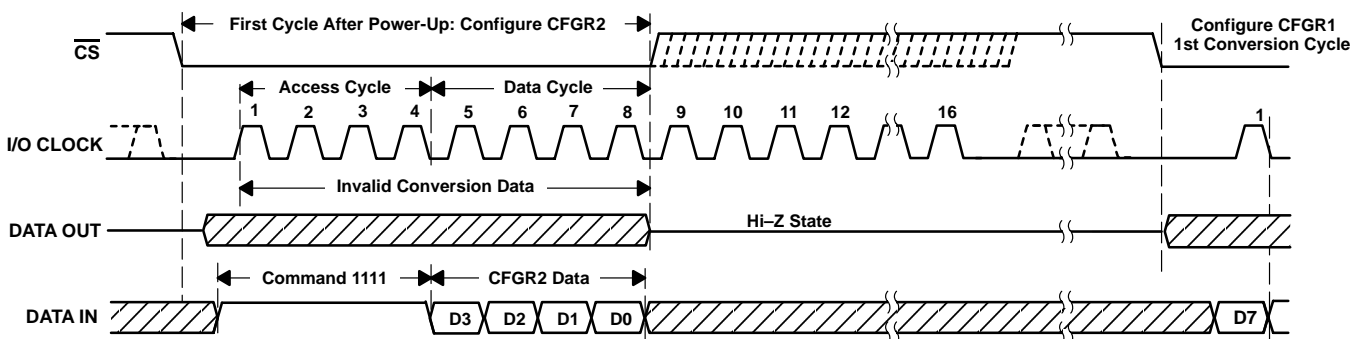 First Cycle After Power-Up: Configure CFGR2
Configure CFGR1
1st Conversion Cycle
CS
Access Cycle
Data Cycle
1 2 3 4 5 6 7 8 9 10 11 12 16 1
I/O CLOCK
Invalid Conversion Data
DATA OUT
Hi–Z State
Command 1111
CFGR2 Data
DATA IN
D3 D2 D1 D0 D7